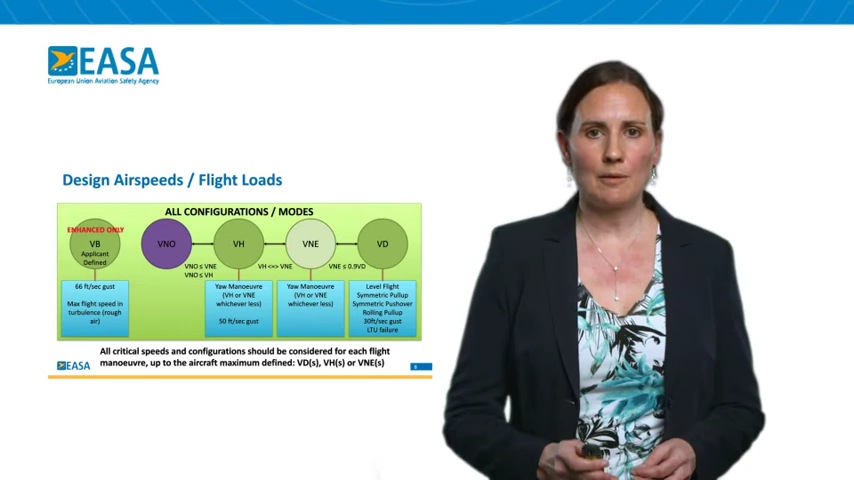 EASA
European Union Aviation Safety Agency
Design Airspeeds / Flight Loads
ALL CONFIGURATIONS / MODES
ENHANCED ONLY
VB
Applicant
Defined
VNO
VH
VNE
VD
VNO ≤ VNE
VNO ≤ VH
VH <=> VNE
VNE ≤ 0.9VD
66 ft/sec gust
Max flight speed in
turbulence (rough
air)
Yaw Manoeuvre
(VH or VNE
whichever less)
50 ft/sec gust
Yaw Manoeuvre
(VH or VNE
whichever less)
Level Flight
Symmetric Pullup
Symmetric Pushover
Rolling Pullup
30ft/sec gust
LTU failure
All critical speeds and configurations should be considered for each flight
manoeuvre, up to the aircraft maximum defined: VD(s), VH(s) or VNE(s)
EASA